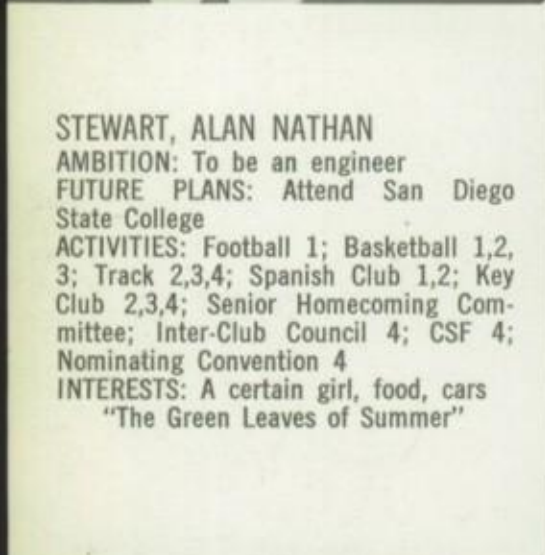 STEWART, ALAN NATHAN
AMBITION: To be an engineer
FUTURE PLANS: Attend San Diego
State College
ACTIVITIES: Football 1; Basketball 1,2,
3; Track 2,3,4; Spanish Club 1,2; Key
Club 2,3,4; Senior Homecoming Com-
mittee; Inter-Club Council 4; CSF 4;
Nominating Convention 4
INTERESTS: A certain girl, food, cars
"The Green Leaves of Summer"